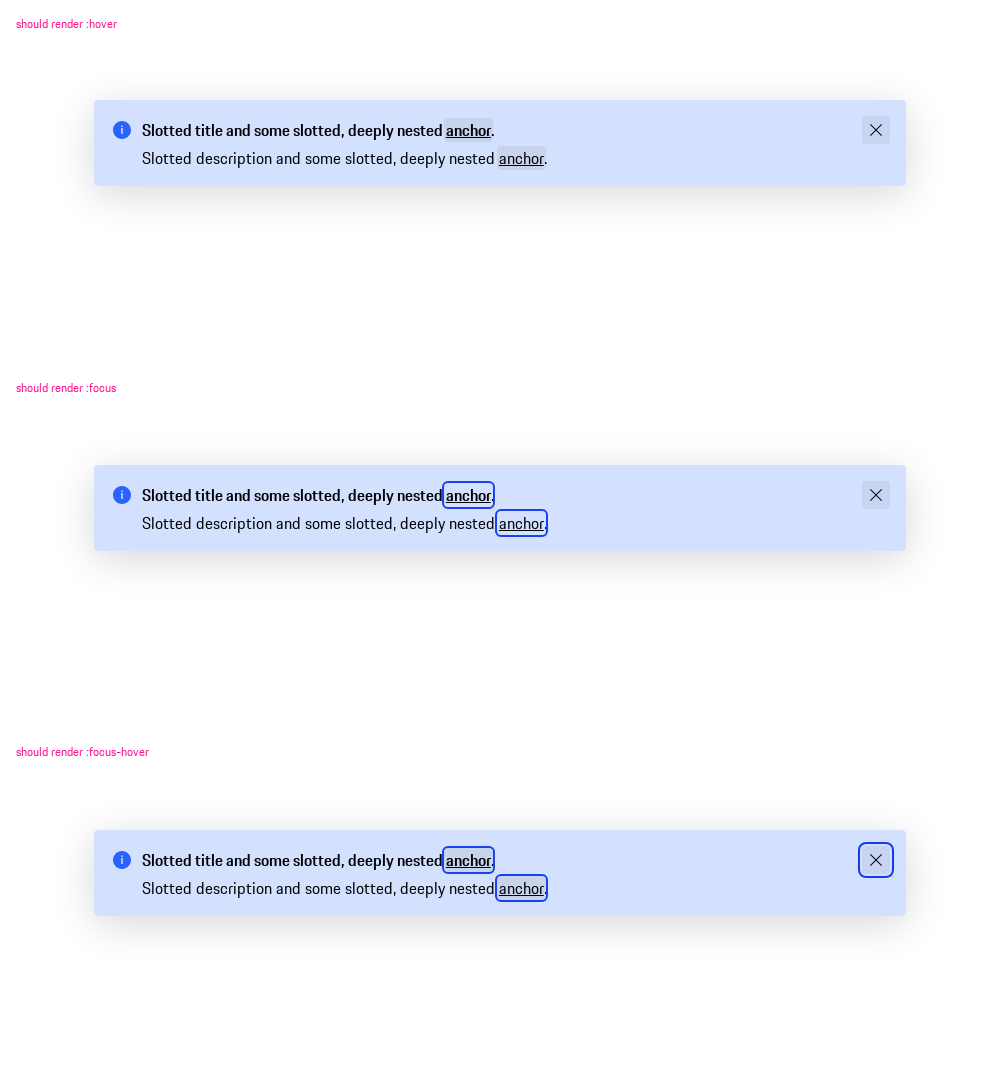 should render :hover
Slotted title and some slotted, deeply nested anchor.
Slotted description and some slotted, deeply nested anchor.
should render :focus
Slotted title and some slotted, deeply nested anchor.
Slotted description and some slotted, deeply nested anchor.
should render :focus-hover
Slotted title and some slotted, deeply nested anchor.
Slotted description and some slotted, deeply nested anchor.